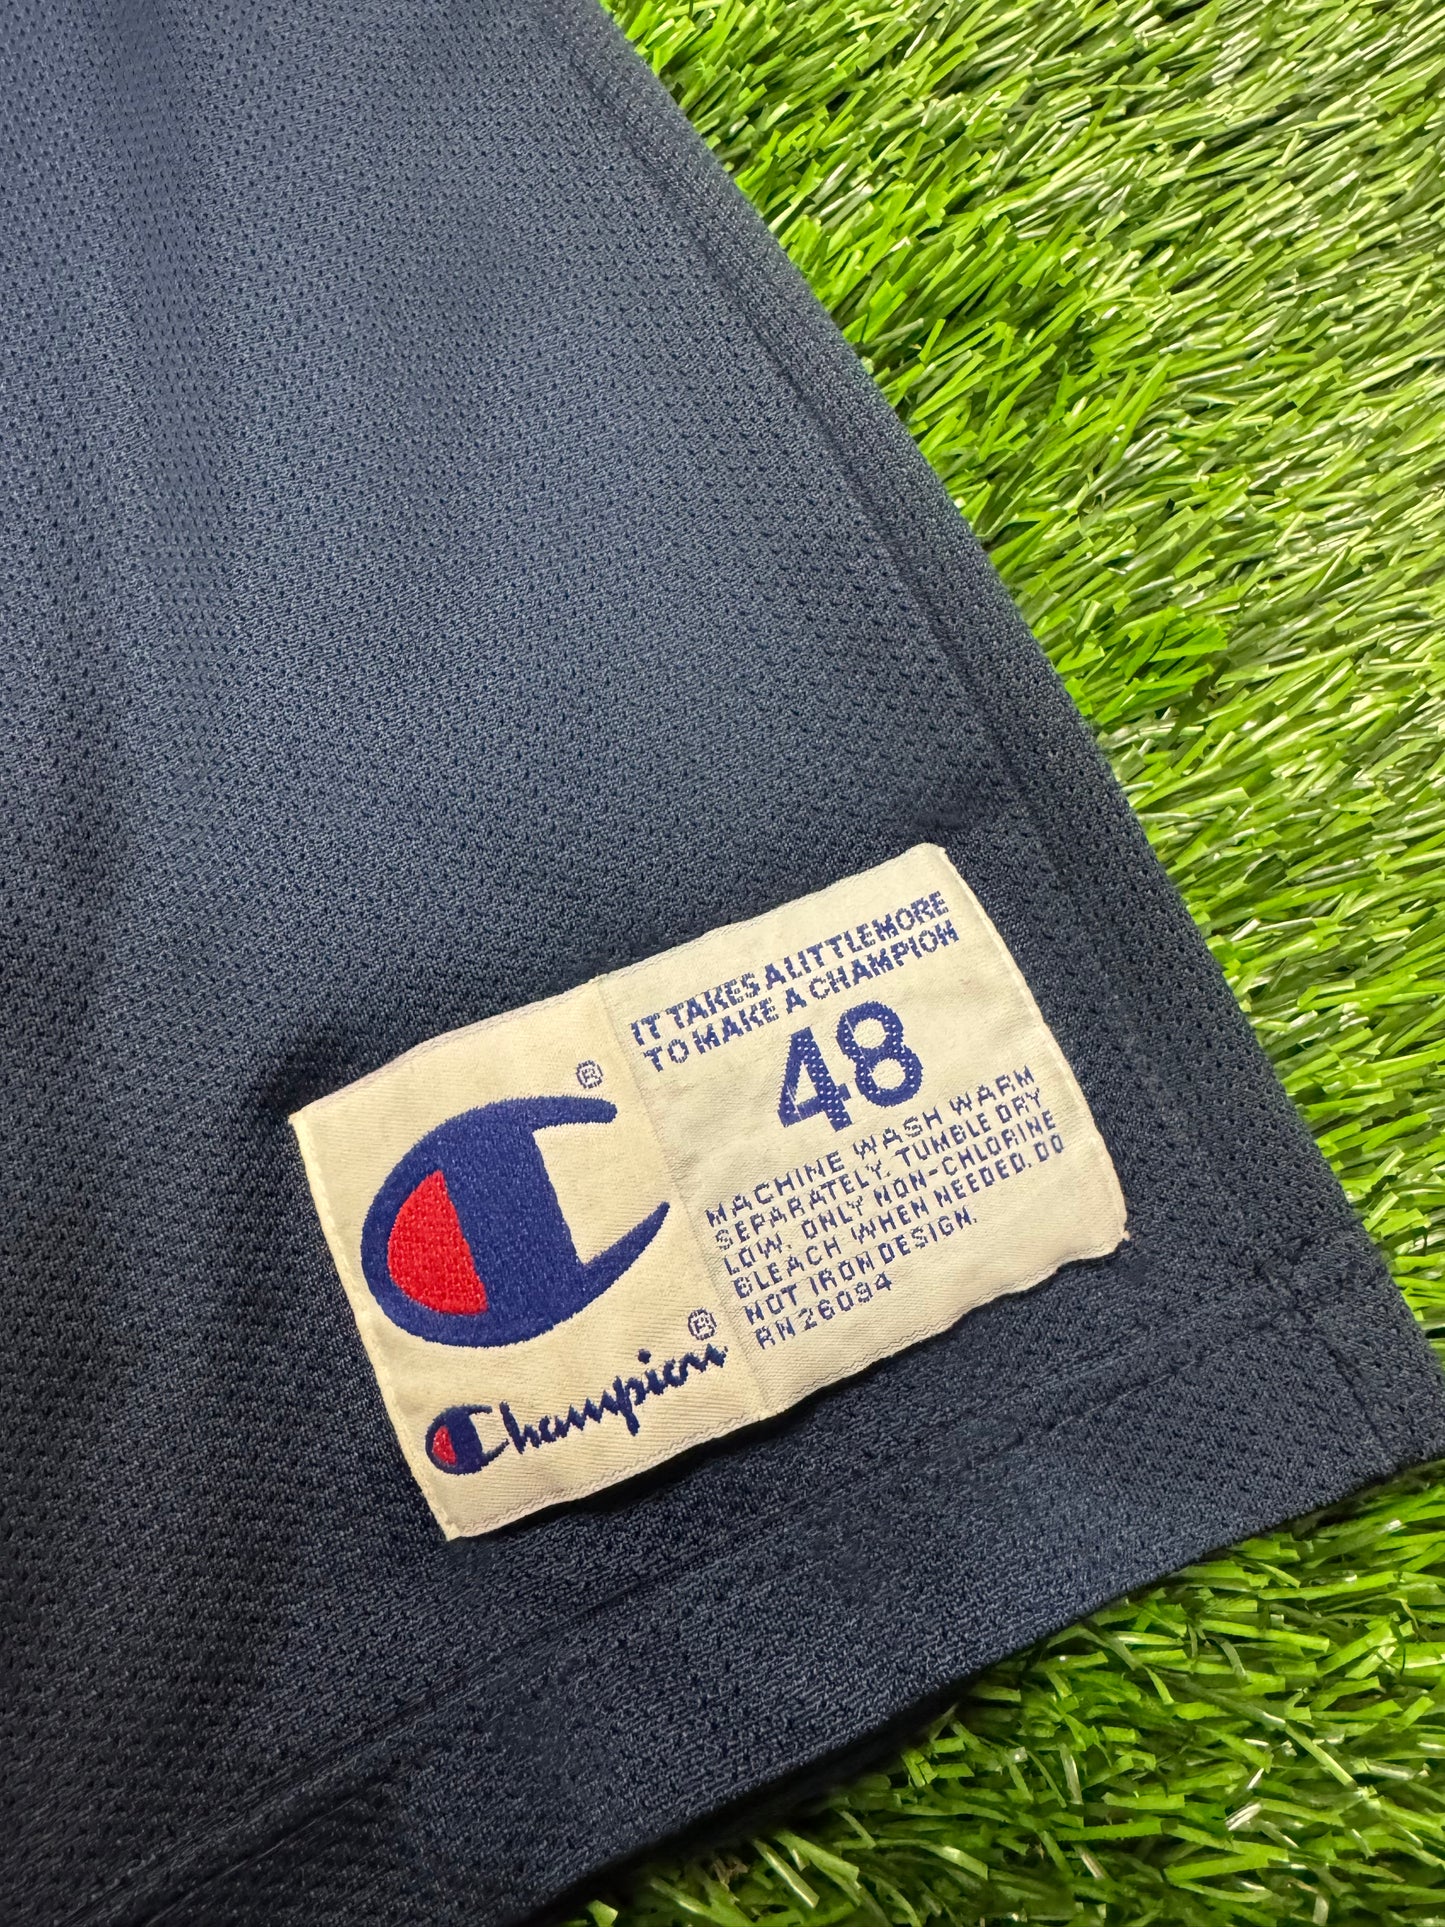 ®
®
Champion
IT TAKES A LITTLE MORE
TO MAKE A CHAMPION
48
MACHINE WASH WARM
SEPARATELY. TUMBLE DRY
LOW. ONLY NON-CHLORINE
BLEACH WHEN NEEDED. DO
NOT IRON DESIGN.
RN 26094